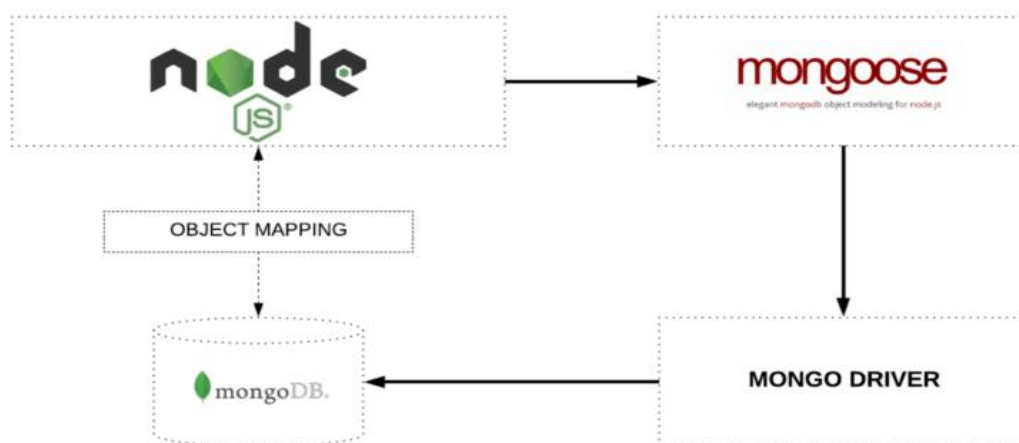 node
JS®
mongoose
elegant mongodb object modeling for node.js
OBJECT MAPPING
mongoDB.
MONGO DRIVER